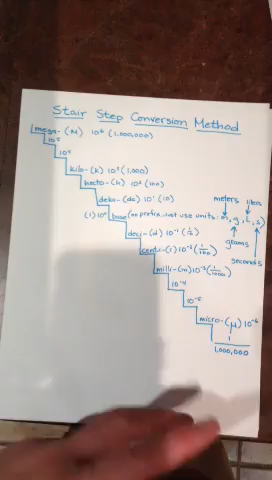 Stair Step Conversion Method
mega- (M) 10⁶ (1,000,000)
10⁵
10⁴
kilo- (k) 10³ (1,000)
hecto- (h) 10² (100)
deka- (da) 10¹ (10)
meters liters
(1) 10⁰ base (no prefix. Just use units: m, g, L, s)
grams
deci- (d) 10⁻¹ (1/10)
seconds
centi- (c) 10⁻² (1/100)
milli- (m) 10⁻³ (1/1000)
10⁻⁴
10⁻⁵
micro- (μ) 10⁻⁶
1
1,000,000